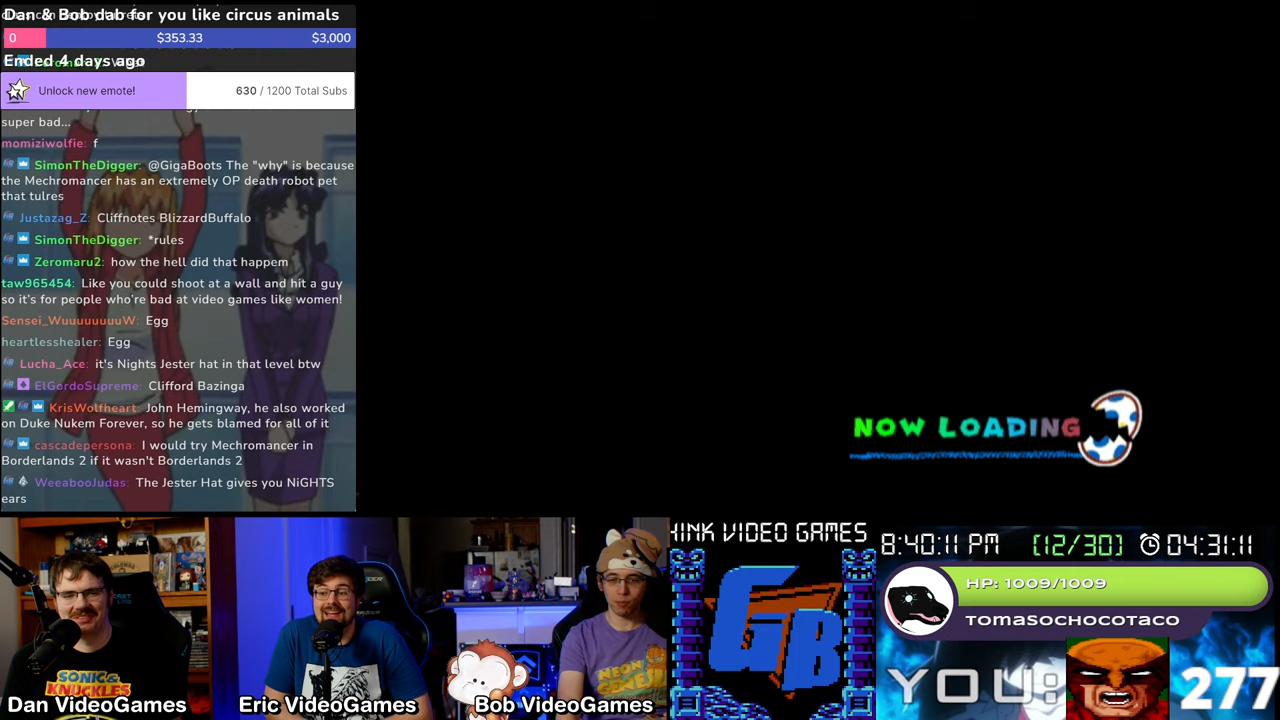 Dan & Bob dab for you like circus animals
0 $353.33 $3,000
Ended 4 days ago
Unlock new emote! 630 / 1200 Total Subs
super bad...
momiziwolfie: f
SimonTheDigger: @GigaBoots The "why" is because
the Mechromancer has an extremely OP death robot pet
that tulres
Justazag_Z: Cliffnotes BlizzardBuffalo
SimonTheDigger: *rules
Zeromaru2: how the hell did that happem
taw965454: Like you could shoot at a wall and hit a guy
so it's for people who're bad at video games like women!
Sensei_WuuuuuuuuW: Egg
heartlesshealer: Egg
Lucha_Ace: it's Nights Jester hat in that level btw
ElGordoSupreme: Clifford Bazinga
KrisWolfheart: John Hemingway, he also worked
on Duke Nukem Forever, so he gets blamed for all of it
cascadepersona: I would try Mechromancer in
Borderlands 2 if it wasn't Borderlands 2
WeeabooJudas: The Jester Hat gives you NiGHTS
ears
NOW LOADING
SONIC &
KNUCKLES
Dan VideoGames
Eric VideoGames
Bob VideoGames
HINK VIDEO GAMES
GB
8:40:11 PM [12/30] 04:31:11
HP: 1009/1009
TomasoChocoTaco
YOU:
277